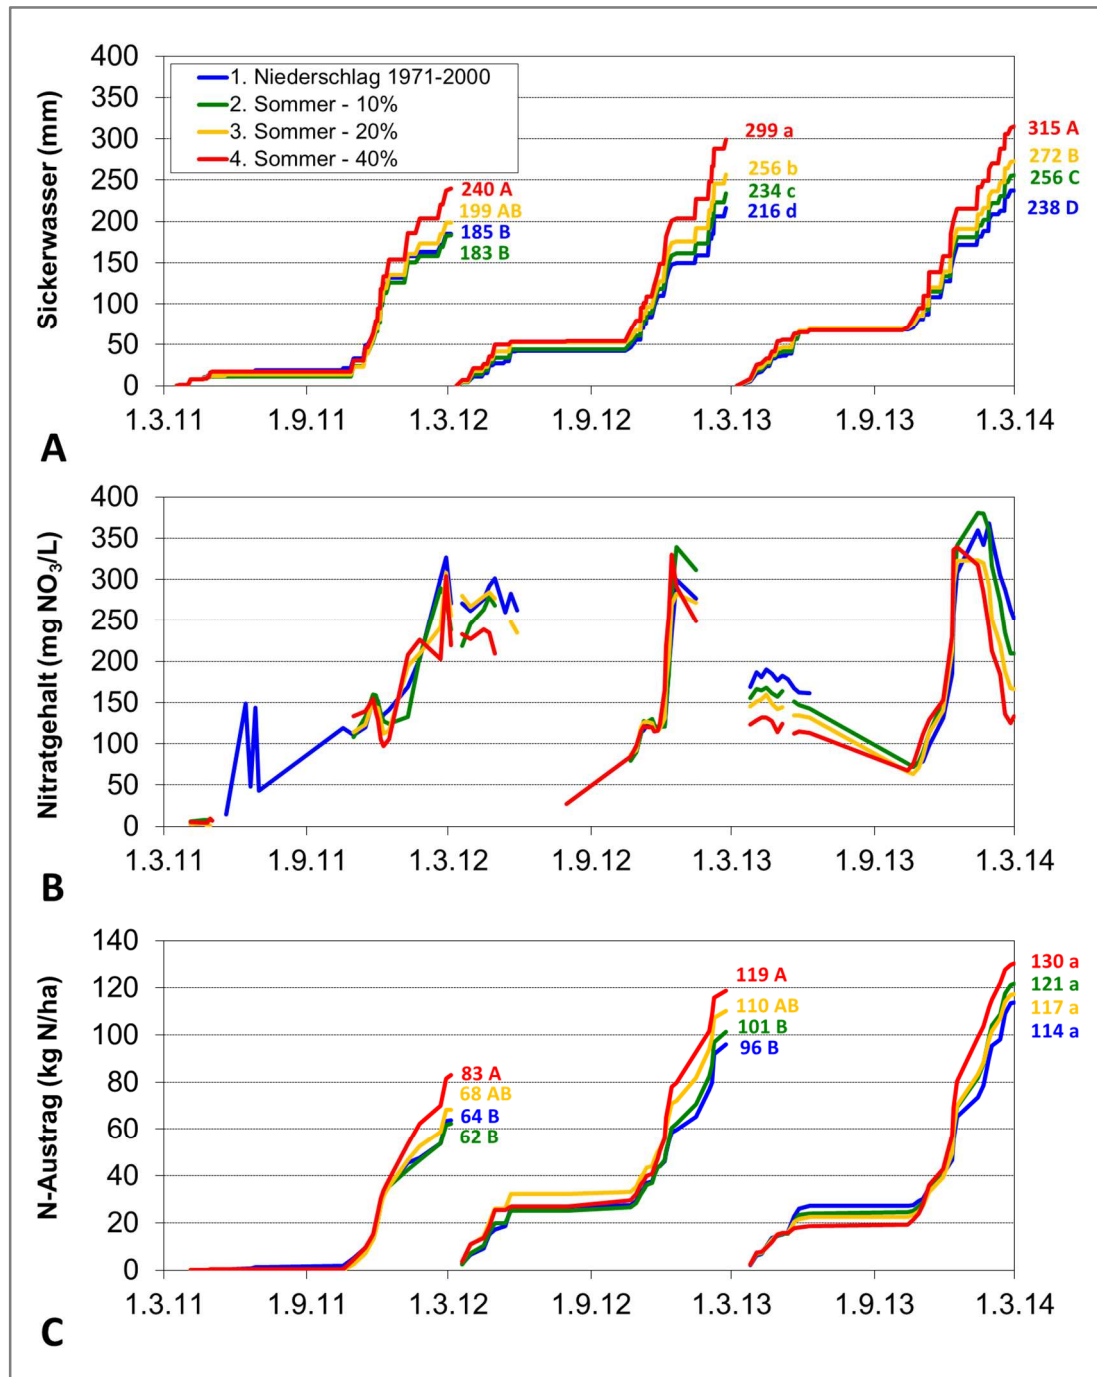 Sickerwasser (mm)
400
350
300
250
200
150
100
50
0
1. Niederschlag 1971-2000
2. Sommer - 10%
3. Sommer - 20%
4. Sommer - 40%
240 A
199 AB
185 B
183 B
299 a
256 b
234 c
216 d
315 A
272 B
256 C
238 D
1.3.11 1.9.11 1.3.12 1.9.12 1.3.13 1.9.13 1.3.14
A
Nitratgehalt (mg NO₃/L)
400
350
300
250
200
150
100
50
0
1.3.11 1.9.11 1.3.12 1.9.12 1.3.13 1.9.13 1.3.14
B
N-Austrag (kg N/ha)
140
120
100
80
60
40
20
0
83 A
68 AB
64 B
62 B
119 A
110 AB
101 B
96 B
130 a
121 a
117 a
114 a
1.3.11 1.9.11 1.3.12 1.9.12 1.3.13 1.9.13 1.3.14
C